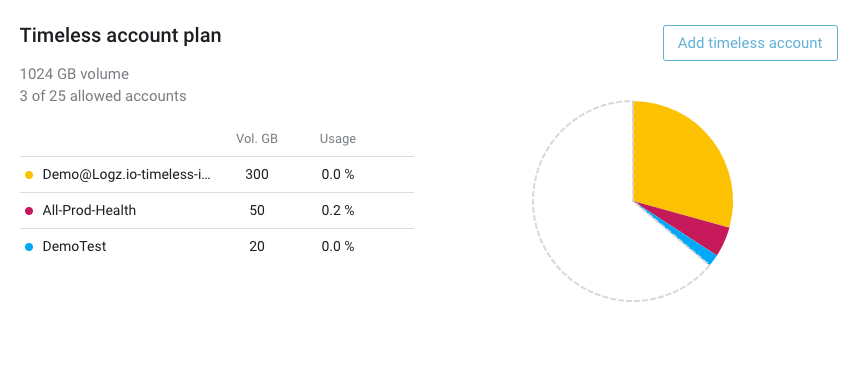 Timeless account plan
Add timeless account
1024 GB volume
3 of 25 allowed accounts
Vol. GB Usage
Demo@Logz.io-timeless-i... 300 0.0 %
All-Prod-Health 50 0.2 %
DemoTest 20 0.0 %